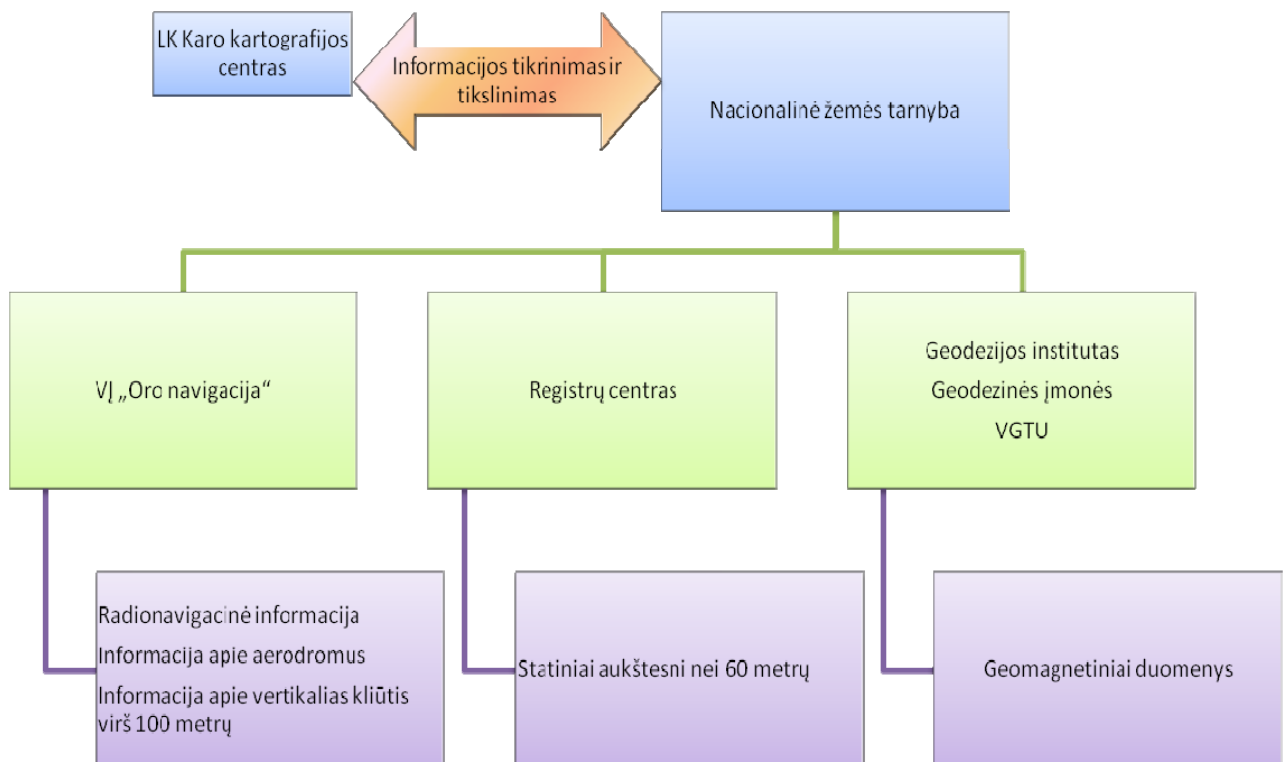 LK Karo kartografijos
centras
Informacijos tikrinimas ir
tikslinimas
Nacionalinė žemės tarnyba
VĮ „Oro navigacija“
Registrų centras
Geodezijos institutas
Geodezinės įmonės
VGTU
Radionavigacinė informacija
Informacija apie aerodromus
Informacija apie vertikalias kliūtis
virš 100 metrų
Statiniai aukštesni nei 60 metrų
Geomagnetiniai duomenys